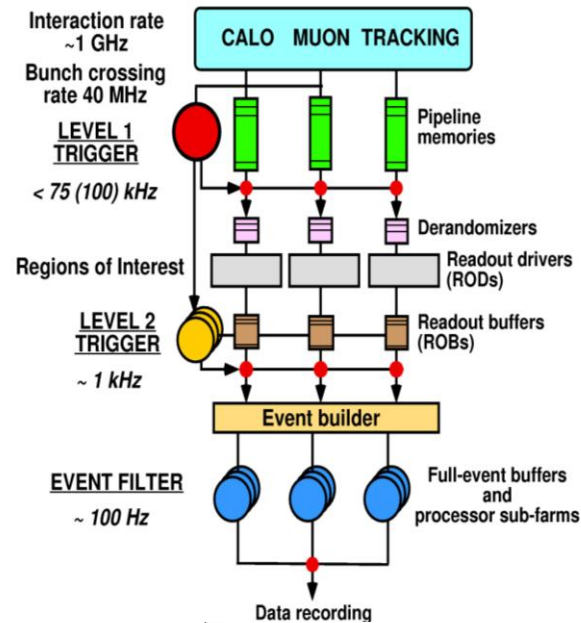 Interaction rate
~1 GHz
CALO MUON TRACKING
Bunch crossing
rate 40 MHz
LEVEL 1
TRIGGER
Pipeline
memories
< 75 (100) kHz
Derandomizers
Regions of Interest
Readout drivers
(RODs)
LEVEL 2
TRIGGER
Readout buffers
(ROBs)
~ 1 kHz
Event builder
EVENT FILTER
~ 100 Hz
Full-event buffers
and
processor sub-farms
Data recording